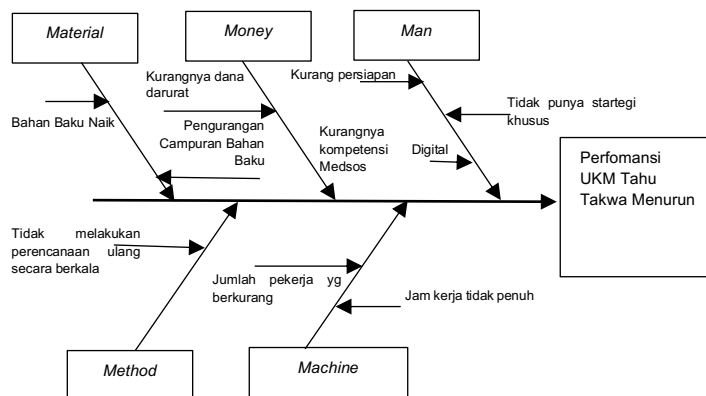 Material
Money
Man
Kurangnya dana
darurat
Kurang persiapan
Bahan Baku Naik
Pengurangan
Campuran Bahan
Baku
Kurangnya
kompetensi
Medsos
Digital
Tidak punya startegi
khusus
Perfomansi
UKM Tahu
Takwa Menurun
Tidak melakukan
perencanaan ulang
secara berkala
Jumlah pekerja yg
berkurang
Jam kerja tidak penuh
Method
Machine